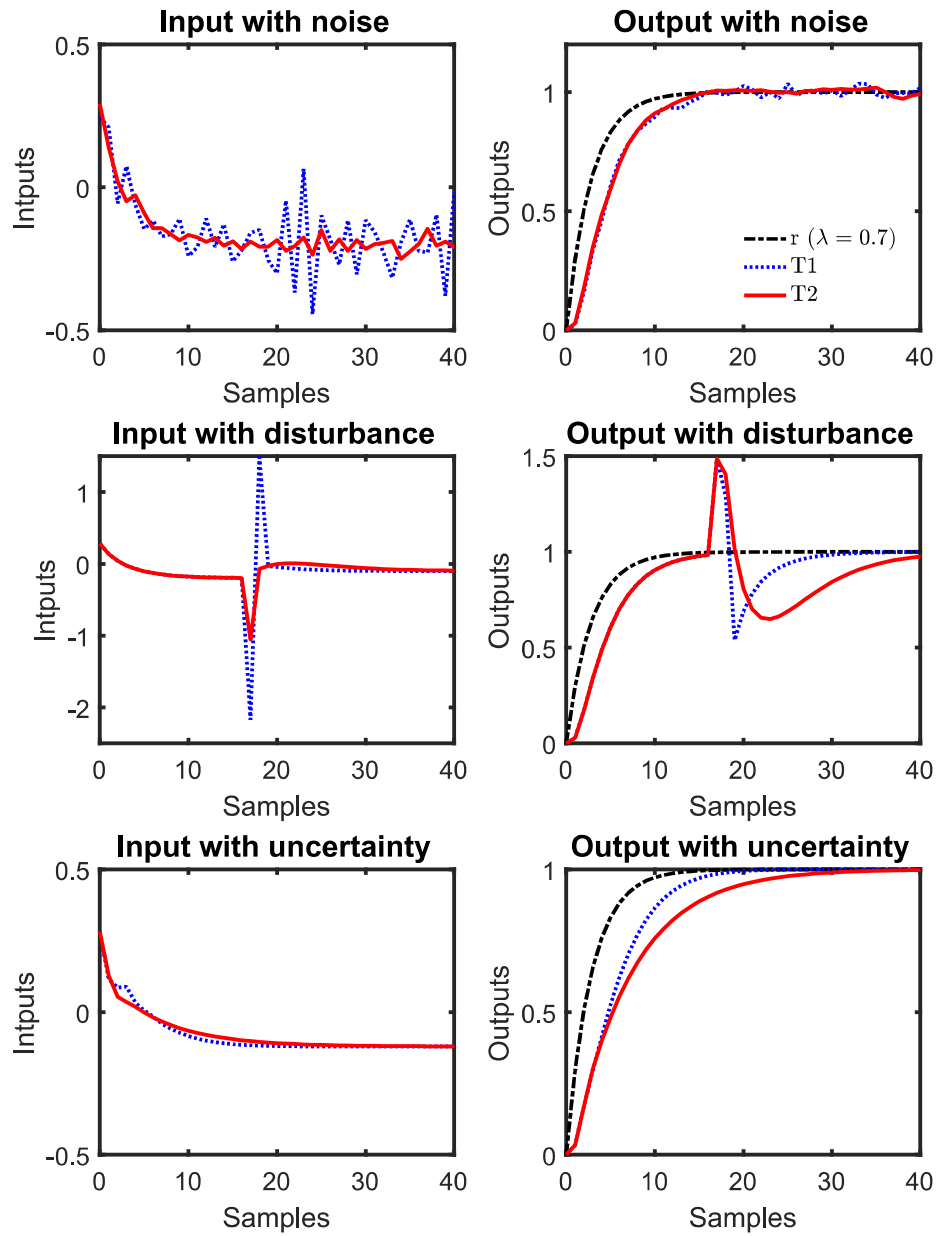 Input with noise
0.5
0
-0.5
Intputs
0 10 20 30 40
Samples
Output with noise
1
0.5
0
Outputs
r (λ = 0.7)
T1
T2
0 10 20 30 40
Samples
Input with disturbance
1
0
-1
-2
Intputs
0 10 20 30 40
Samples
Output with disturbance
1.5
1
0.5
0
Outputs
0 10 20 30 40
Samples
Input with uncertainty
0.5
0
-0.5
Intputs
0 10 20 30 40
Samples
Output with uncertainty
1
0.5
0
Outputs
0 10 20 30 40
Samples